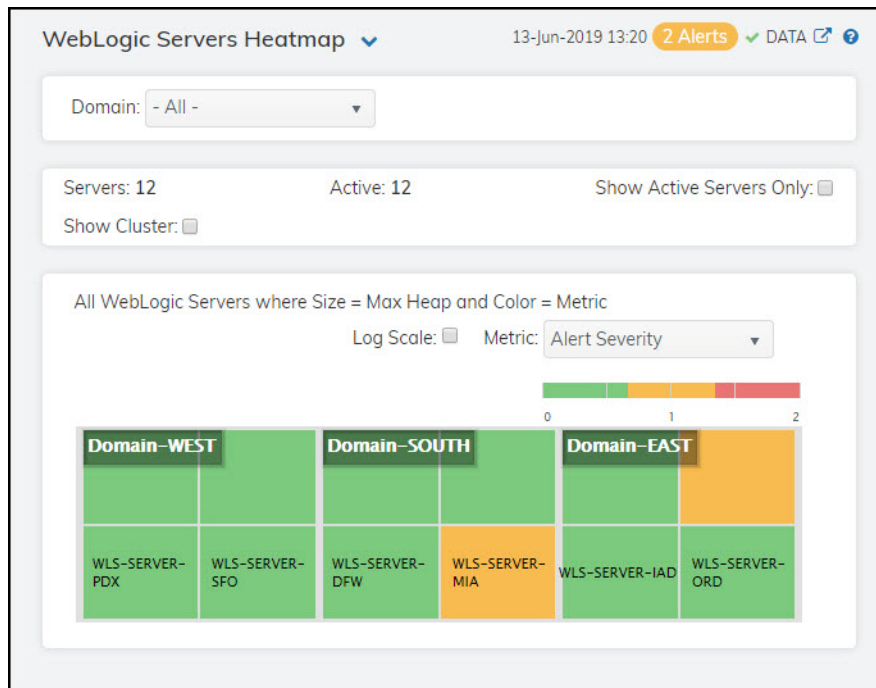 WebLogic Servers Heatmap 13-Jun-2019 13:20 2 Alerts DATA
Domain: - All -
Servers: 12 Active: 12 Show Active Servers Only:
Show Cluster:
All WebLogic Servers where Size = Max Heap and Color = Metric
Log Scale: Metric: Alert Severity
0 1 2
Domain-WEST Domain-SOUTH Domain-EAST
WLS-SERVER-PDX
WLS-SERVER-SFO
WLS-SERVER-DFW
WLS-SERVER-MIA
WLS-SERVER-IAD
WLS-SERVER-ORD